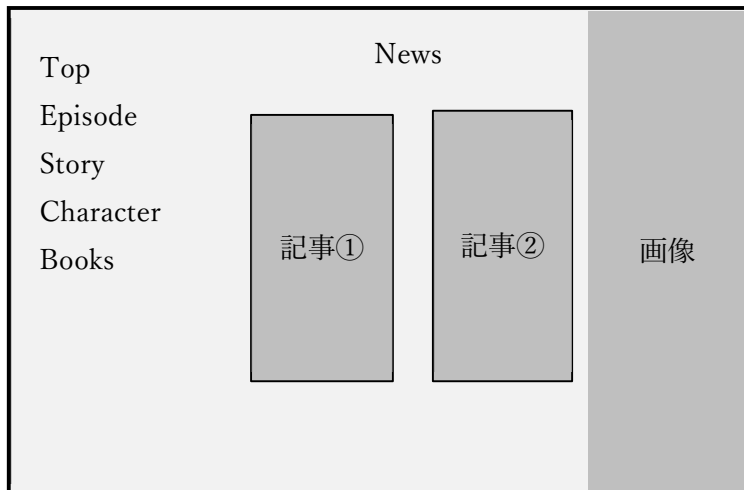 Top
Episode
Story
Character
Books
News
記事①
記事②
画像